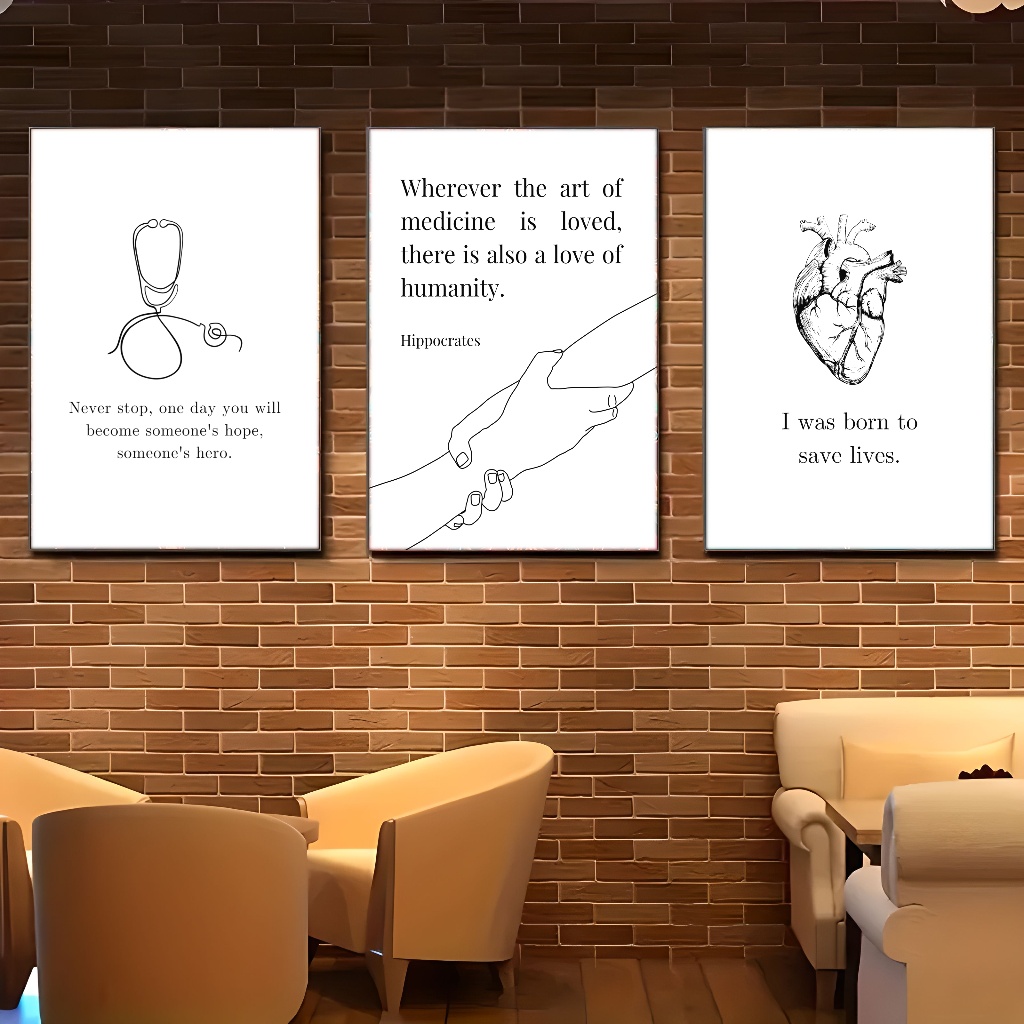 Never stop, one day you will
become someone's hope,
someone's hero.
Wherever the art of
medicine is loved,
there is also a love of
humanity.
Hippocrates
I was born to
save lives.